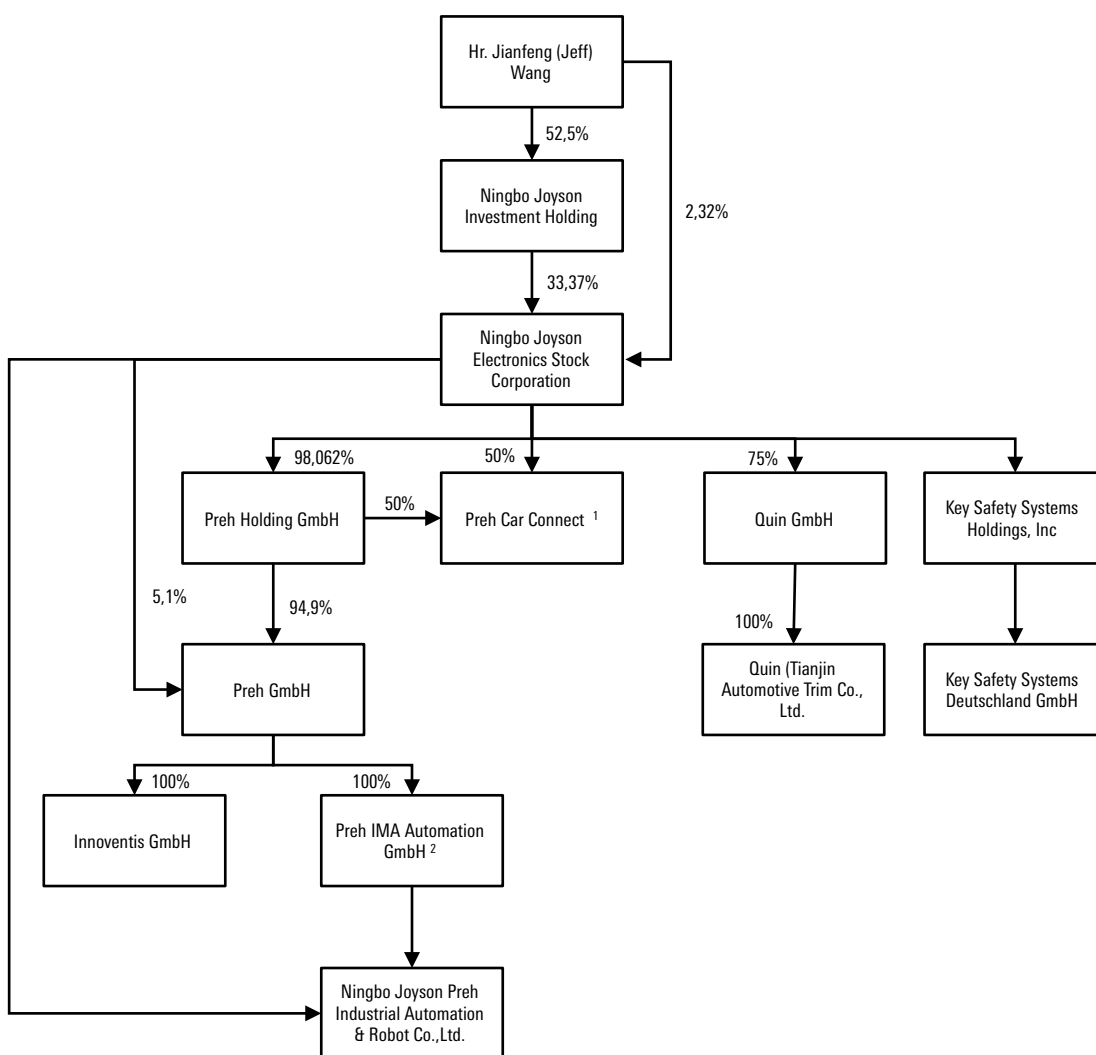 Hr. Jianfeng (Jeff)
Wang
52,5%
Ningbo Joyson
Investment Holding
2,32%
33,37%
Ningbo Joyson
Electronics Stock
Corporation
98,062%
50%
75%
Preh Holding GmbH
50%
Preh Car Connect 1
Quin GmbH
Key Safety Systems
Holdings, Inc
5,1%
94,9%
100%
Preh GmbH
Quin (Tianjin
Automotive Trim Co.,
Ltd.
Key Safety Systems
Deutschland GmbH
100%
100%
Innoventis GmbH
Preh IMA Automation
GmbH 2
Ningbo Joyson Preh
Industrial Automation
& Robot Co.,Ltd.